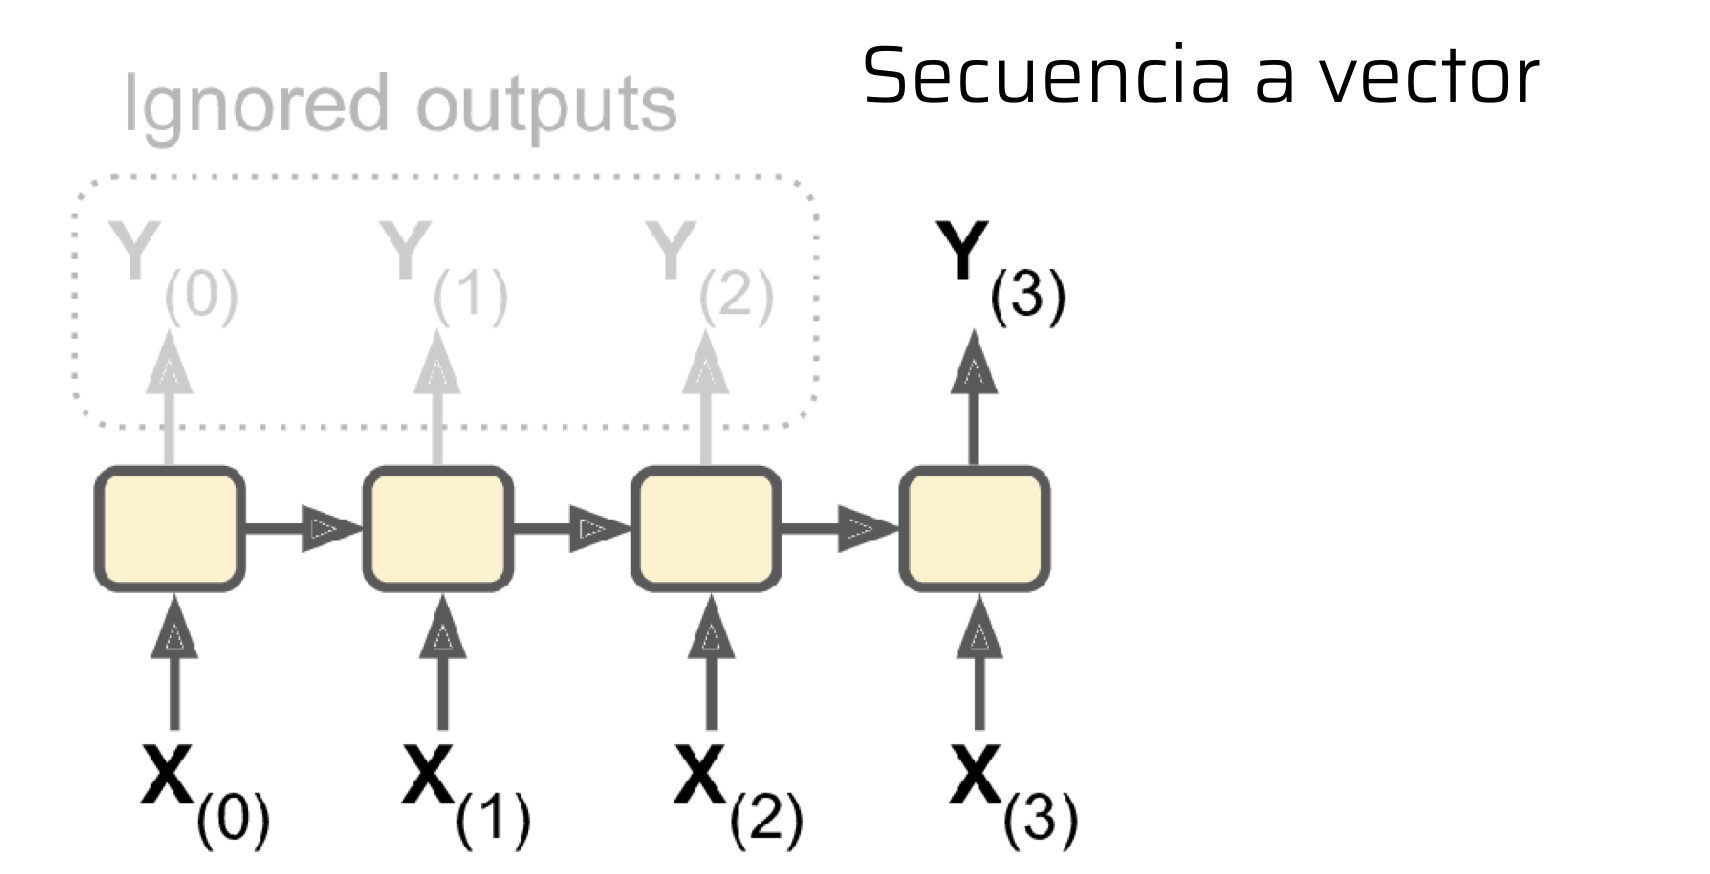 Secuencia a vector
Ignored outputs
Y(0) Y(1) Y(2) Y(3)
X(0) X(1) X(2) X(3)